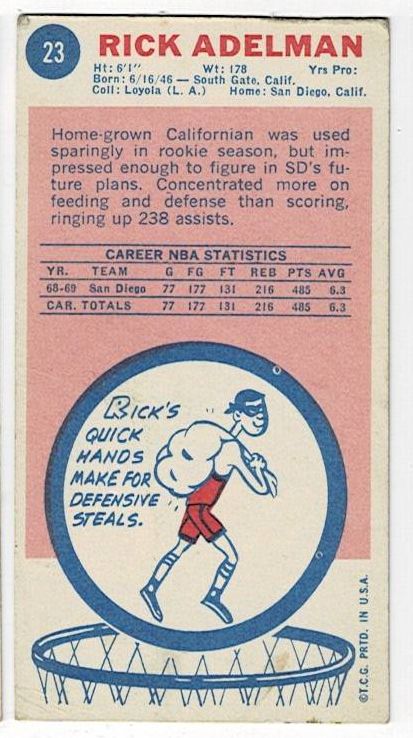 23
RICK ADELMAN
Ht: 6'1" Wt: 178 Yrs Pro:
Born: 6/16/46 — South Gate, Calif.
Coll: Loyola (L. A.) Home: San Diego, Calif.
Home-grown Californian was used
sparingly in rookie season, but im-
pressed enough to figure in SD's fu-
ture plans. Concentrated more on
feeding and defense than scoring,
ringing up 238 assists.
CAREER NBA STATISTICS
YR. TEAM G FG FT REB PTS AVG
68-69 San Diego 77 177 131 216 485 6.3
CAR. TOTALS 77 177 131 216 485 6.3
RICK'S
QUICK
HANDS
MAKE FOR
DEFENSIVE
STEALS.
©T.C.G. PRTD. IN U.S.A.